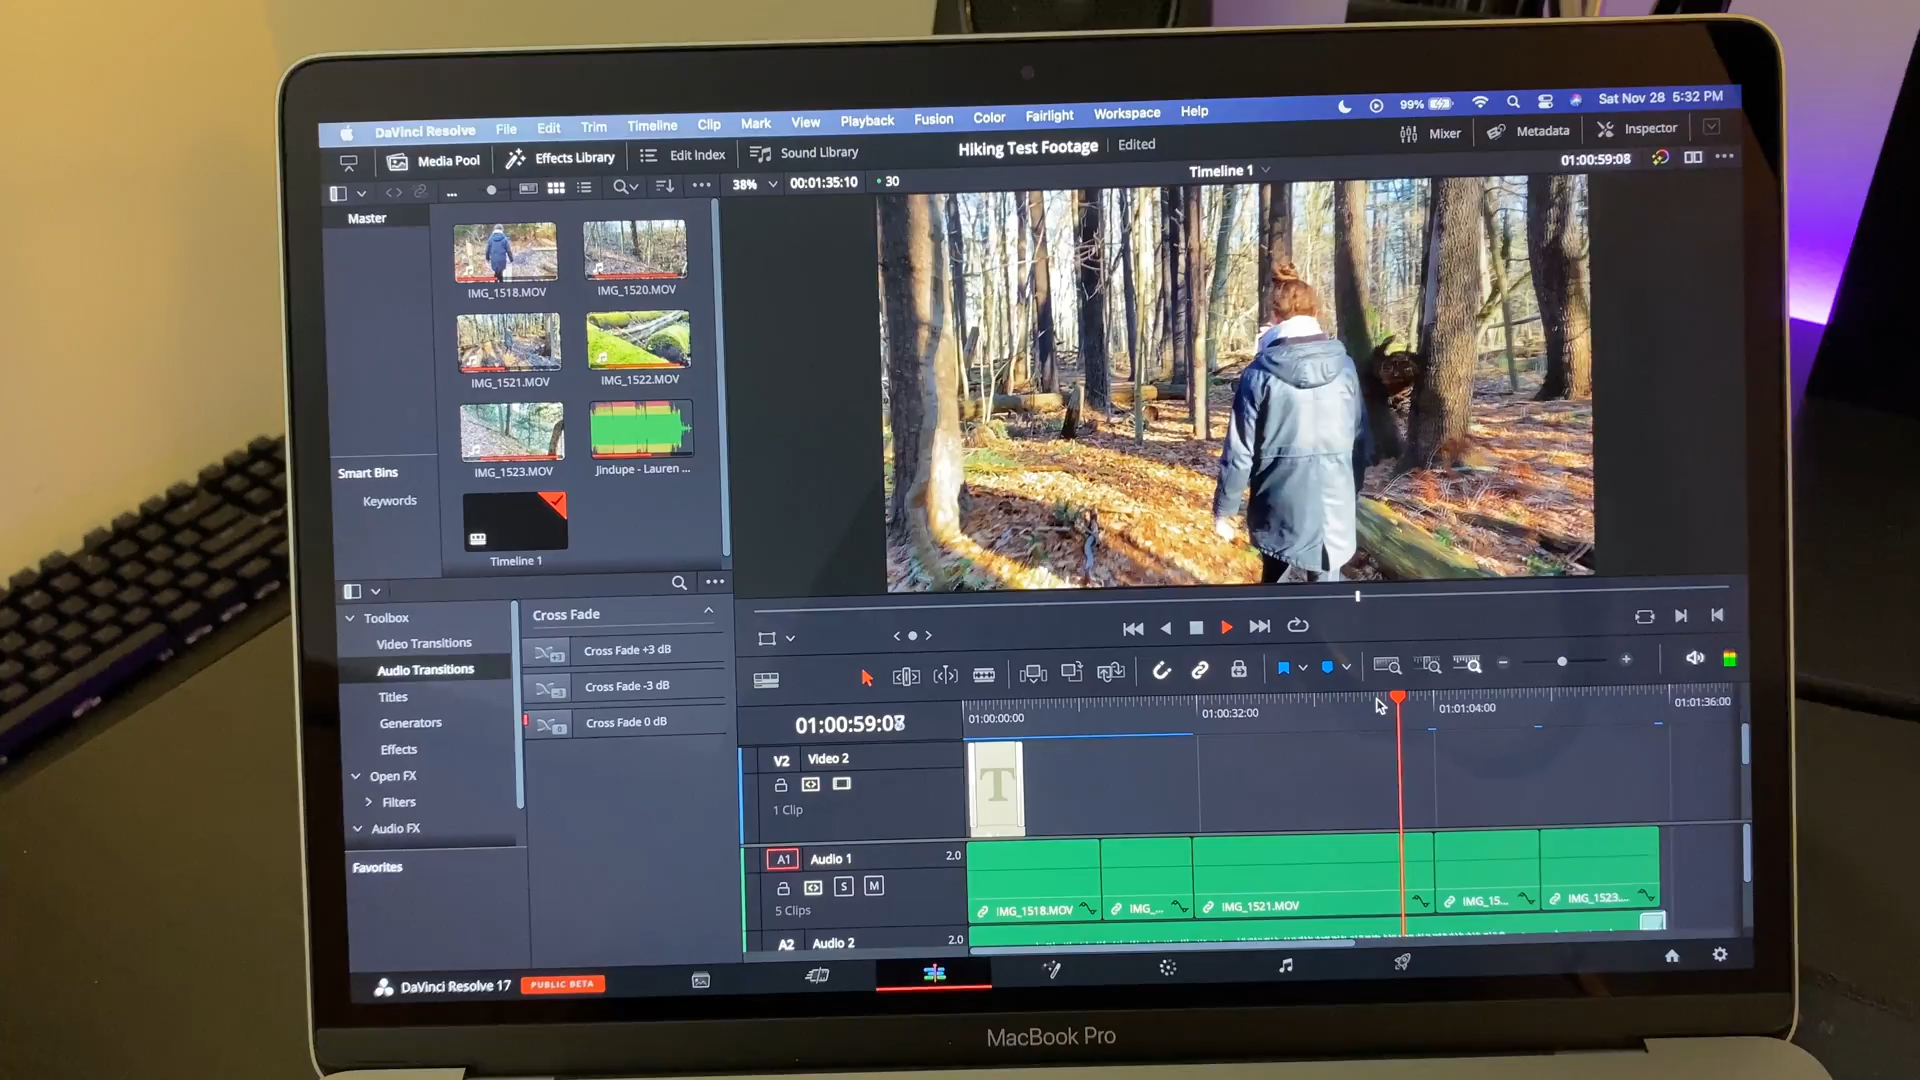 DaVinci Resolve File Edit Trim Timeline Clip Mark View Playback Fusion Color Fairlight Workspace Help 99% Sat Nov 28 5:32 PM
Media Pool Effects Library Edit Index Sound Library Hiking Test Footage Edited Mixer Metadata Inspector
38% 00:01:35:10 30 Timeline 1 01:00:59:08
Master
IMG_1518.MOV IMG_1520.MOV
IMG_1521.MOV IMG_1522.MOV
IMG_1523.MOV Jindupe - Lauren ...
Smart Bins
Keywords
Timeline 1
Toolbox
Video Transitions
Audio Transitions
Titles
Generators
Effects
Open FX
Filters
Audio FX
Favorites
Cross Fade
Cross Fade +3 dB
Cross Fade -3 dB
Cross Fade 0 dB
01:00:00:00 01:00:32:00 01:01:04:00 01:01:36:00
V2 Video 2
T
1 Clip
A1 Audio 1 2.0
S M
5 Clips
IMG_1518.MOV IMG_... IMG_1521.MOV IMG_15... IMG_1523....
A2 Audio 2 2.0
DaVinci Resolve 17 PUBLIC BETA
MacBook Pro